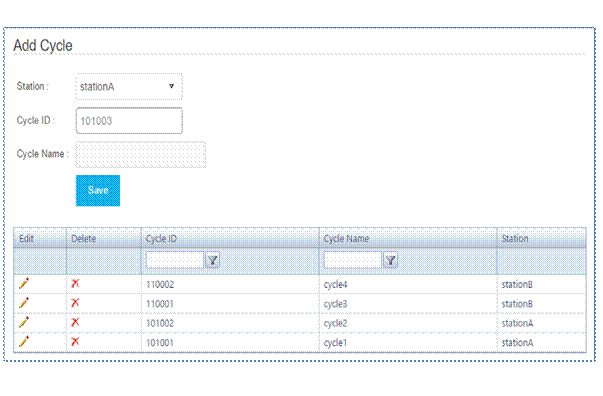 Add Cycle
Station : stationA
Cycle ID : 101003
Cycle Name :
Save
Edit Delete Cycle ID Cycle Name Station
110002 cycle4 stationB
110001 cycle3 stationB
101002 cycle2 stationA
101001 cycle1 stationA